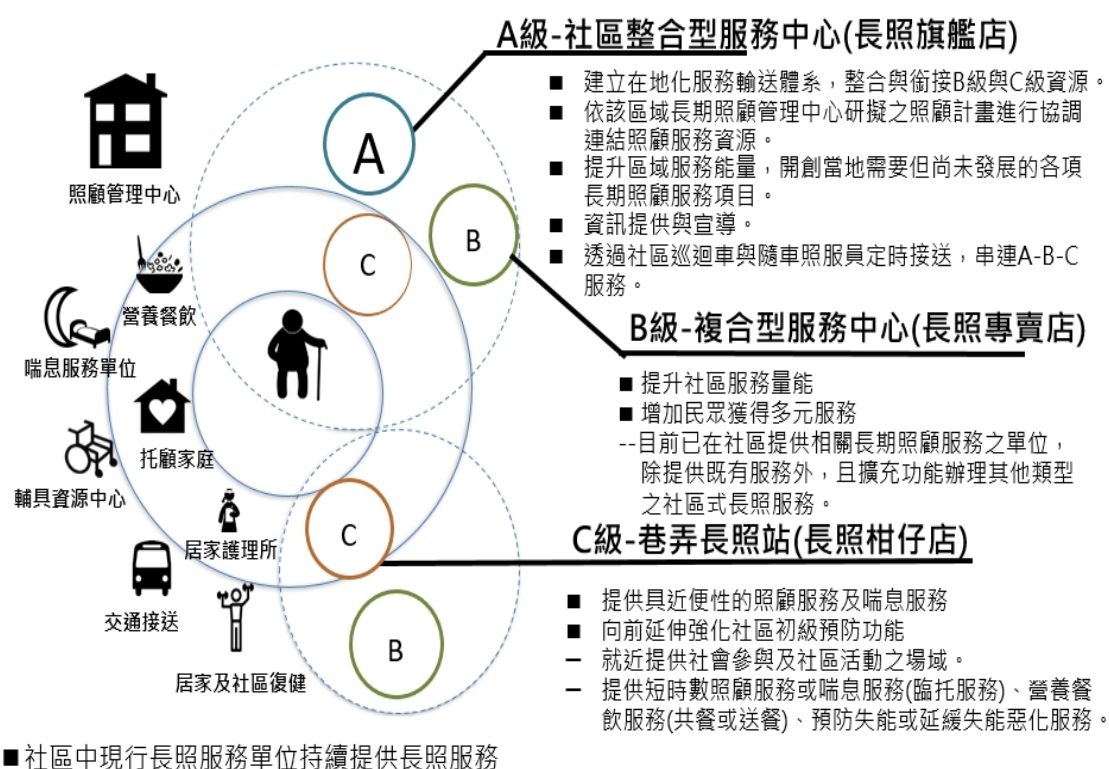 A級-社區整合型服務中心(長照旗艦店)
■ 建立在地化服務輸送體系，整合與銜接B級與C級資源。
■ 依該區域長期照顧管理中心研擬之照顧計畫進行協調
連結照顧服務資源。
■ 提升區域服務能量，開創當地需要但尚未發展的各項
長期照顧服務項目。
■ 資訊提供與宣導。
■ 透過社區巡迴車與隨車照服員定時接送，串連A-B-C
服務。
B級-複合型服務中心(長照專賣店)
■ 提升社區服務量能
■ 增加民眾獲得多元服務
--目前已在社區提供相關長期照顧服務之單位，
除提供既有服務外，且擴充功能辦理其他類型
之社區式長照服務。
C級-巷弄長照站(長照柑仔店)
■ 提供具近便性的照顧服務及喘息服務
■ 向前延伸強化社區初級預防功能
– 就近提供社會參與及社區活動之場域。
– 提供短時數照顧服務或喘息服務(臨托服務)、營養餐
飲服務(共餐或送餐)、預防失能或延緩失能惡化服務。
照顧管理中心
營養餐飲
喘息服務單位
托顧家庭
輔具資源中心
居家護理所
交通接送
居家及社區復健
A
B
C
C
B
■社區中現行長照服務單位持續提供長照服務